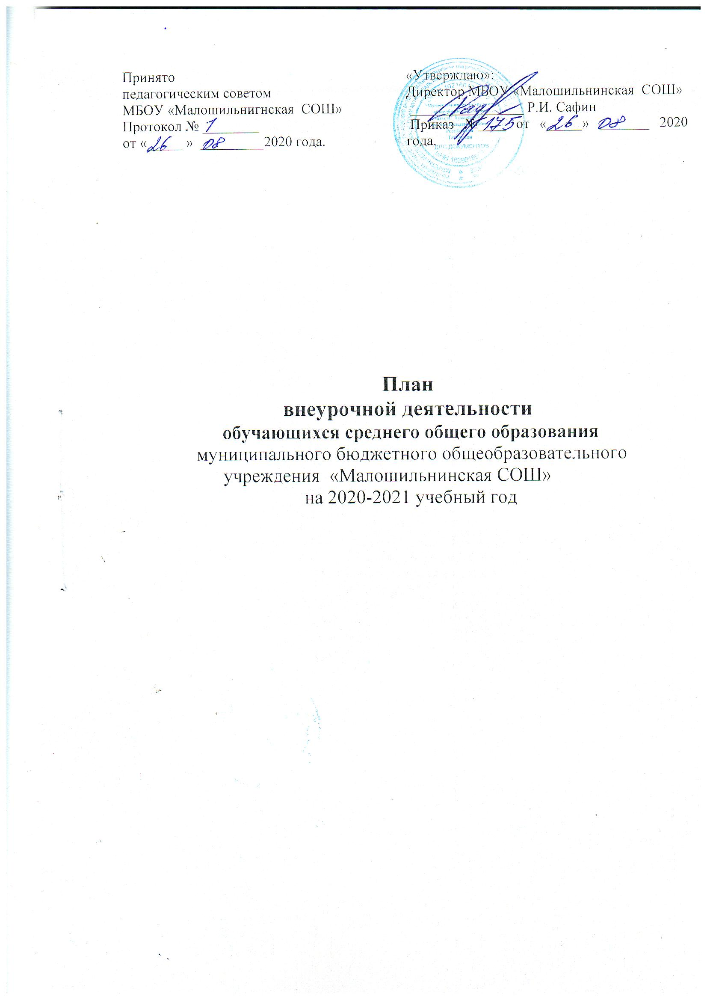 Принято
педагогическим советом
МБОУ «Малошильнигнская СОШ»
Протокол № 1
от «26» 08 2020 года.
«Утверждаю»:
Директор МБОУ «Малошильнинская СОШ»
Р.И. Сафин
Приказ № 175 от «26» 08 2020
года.
ДЛЯ ДОКУМЕНТОВ
План
внеурочной деятельности
обучающихся среднего общего образования
муниципального бюджетного общеобразовательного
учреждения «Малошильнинская СОШ»
на 2020-2021 учебный год